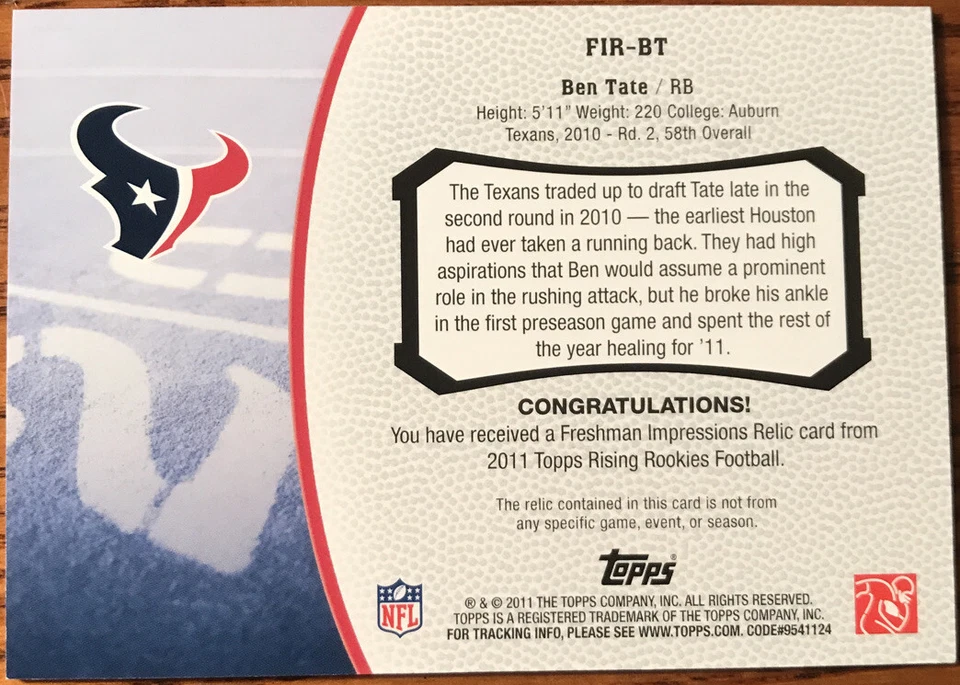 FIR-BT
Ben Tate / RB
Height: 5'11" Weight: 220 College: Auburn
Texans, 2010 - Rd. 2, 58th Overall
The Texans traded up to draft Tate late in the
second round in 2010 — the earliest Houston
had ever taken a running back. They had high
aspirations that Ben would assume a prominent
role in the rushing attack, but he broke his ankle
in the first preseason game and spent the rest of
the year healing for '11.
CONGRATULATIONS!
You have received a Freshman Impressions Relic card from
2011 Topps Rising Rookies Football.
The relic contained in this card is not from
any specific game, event, or season.
Topps®
NFL
® & © 2011 THE TOPPS COMPANY, INC. ALL RIGHTS RESERVED.
TOPPS IS A REGISTERED TRADEMARK OF THE TOPPS COMPANY, INC.
FOR TRACKING INFO, PLEASE SEE WWW.TOPPS.COM. CODE#9541124